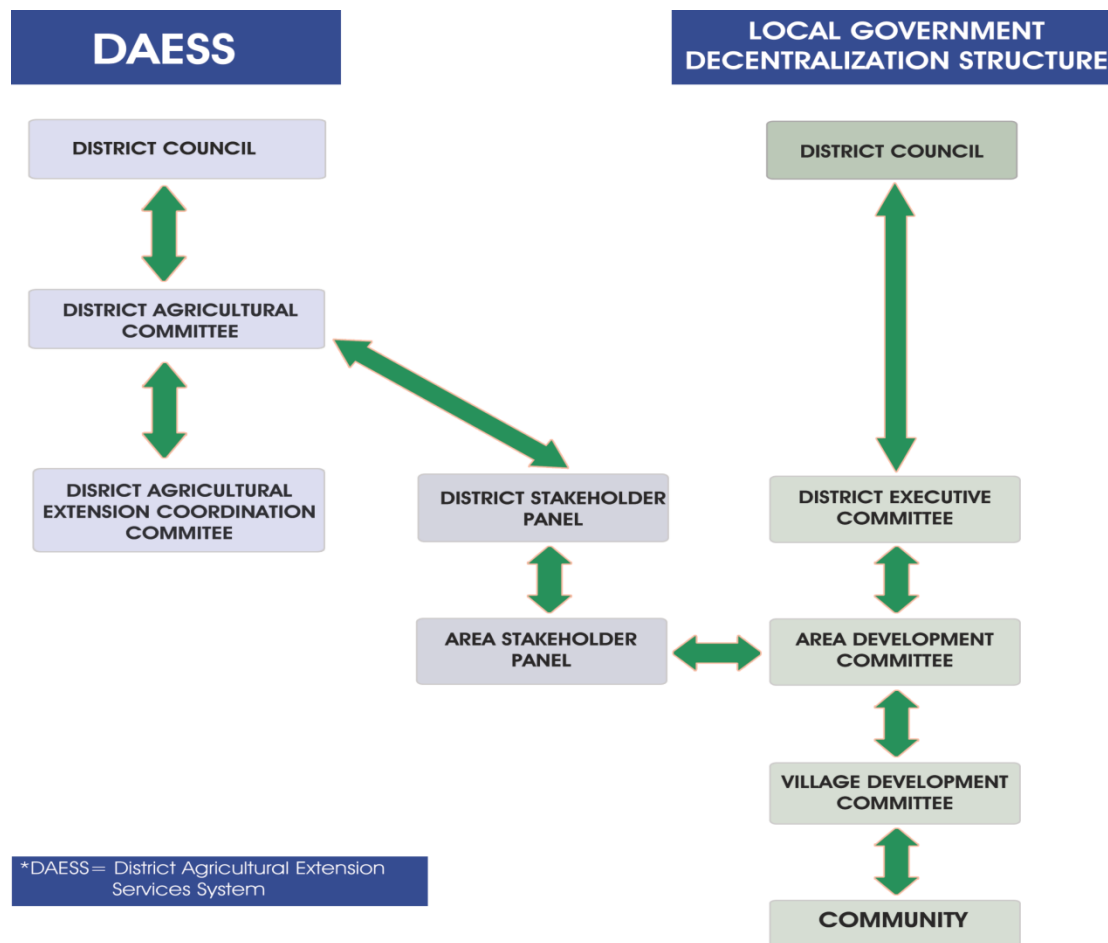 DAESS
LOCAL GOVERNMENT
DECENTRALIZATION STRUCTURE
DISTRICT COUNCIL
DISTRICT COUNCIL
DISTRICT AGRICULTURAL
COMMITTEE
DISRICT AGRICULTURAL
EXTENSION COORDINATION
COMMITEE
DISTRICT STAKEHOLDER
PANEL
DISTRICT EXECUTIVE
COMMITTEE
AREA STAKEHOLDER
PANEL
AREA DEVELOPMENT
COMMITTEE
VILLAGE DEVELOPMENT
COMMITTEE
*DAESS= District Agricultural Extension
Services System
COMMUNITY